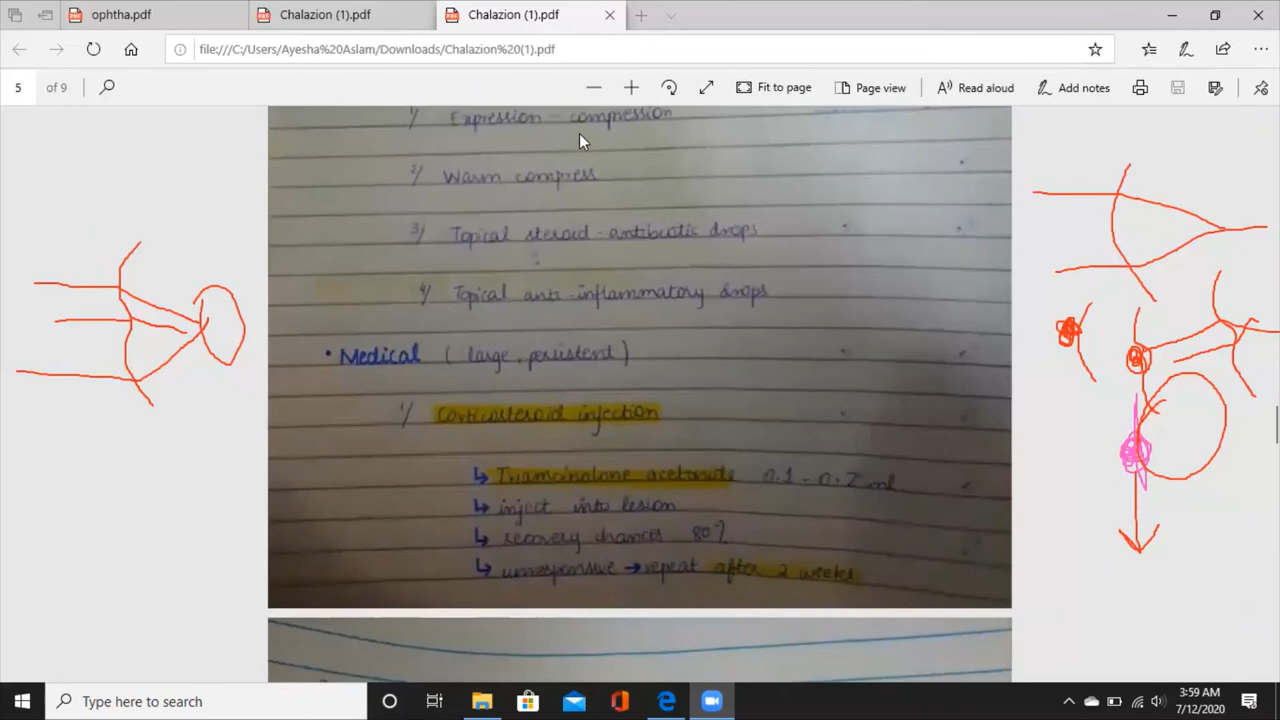 ophtha.pdf
Chalazion (1).pdf
Chalazion (1).pdf
file:///C:/Users/Ayesha%20Aslam/Downloads/Chalazion%20(1).pdf
5 of 9
Fit to page
Page view
Read aloud
Add notes
1/ Expression - compression
2/ Warm compress
3/ Topical steroid - antibiotic drops
4/ Topical anti-inflammatory drops
• Medical ( large, persistent )
1/ Corticosteroid injection
↳ Triamcinolone acetonide 0.1 - 0.2 ml
↳ inject into lesion
↳ recovery chances 80%
↳ unresponsive → repeat after 2 weeks
Type here to search
3:59 AM
7/12/2020